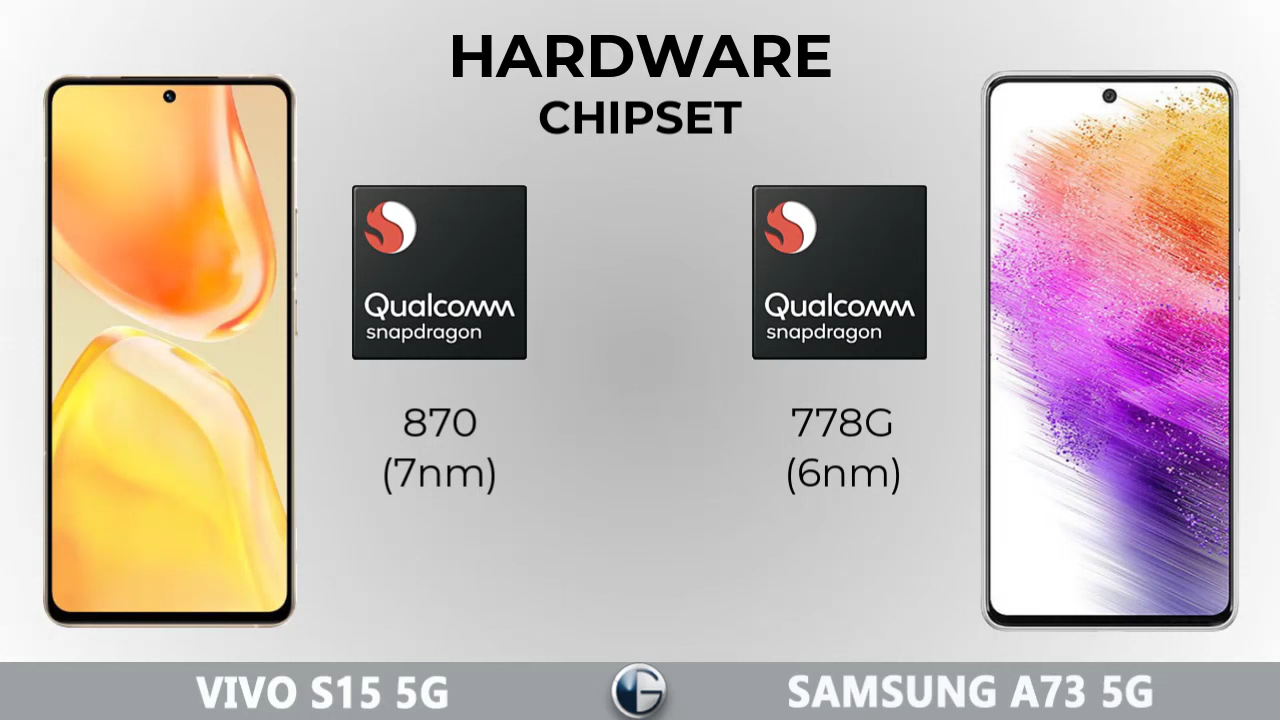 HARDWARE
CHIPSET
Qualcomm
snapdragon
870
(7nm)
Qualcomm
snapdragon
778G
(6nm)
VIVO S15 5G
G
SAMSUNG A73 5G